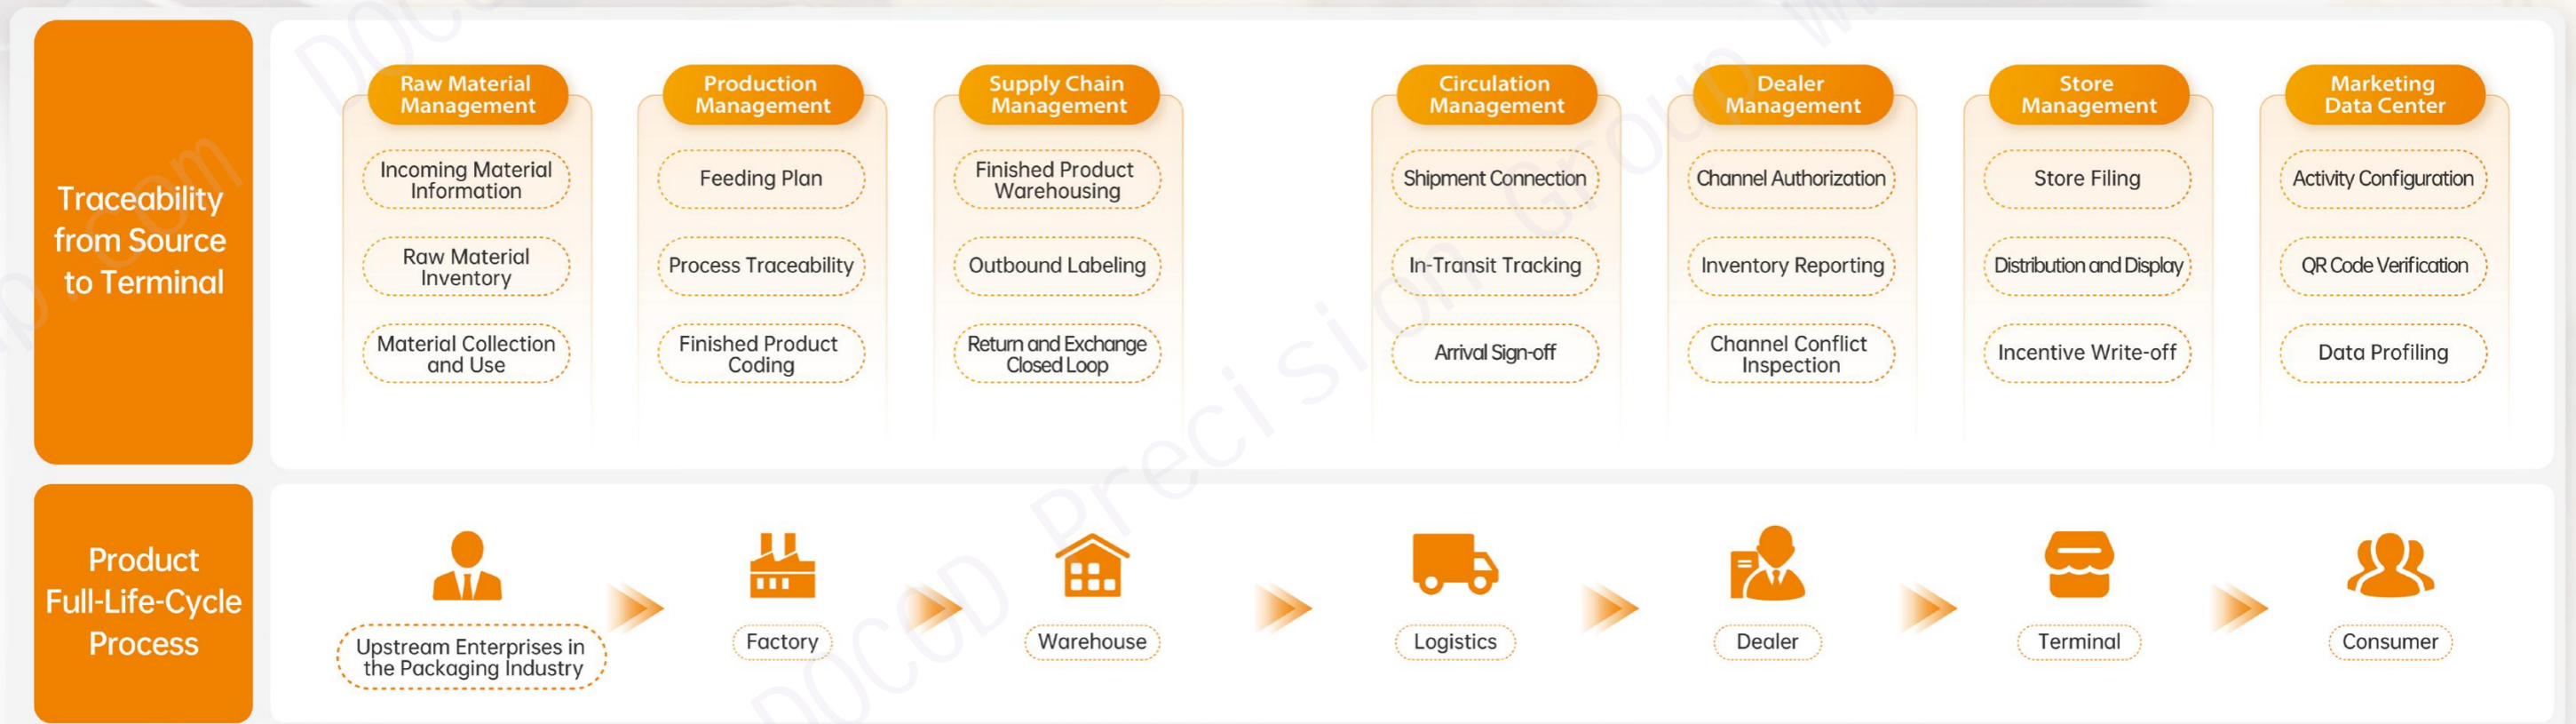 Traceability
from Source
to Terminal
Raw Material
Management
Incoming Material
Information
Raw Material
Inventory
Material Collection
and Use
Production
Management
Feeding Plan
Process Traceability
Finished Product
Coding
Supply Chain
Management
Finished Product
Warehousing
Outbound Labeling
Return and Exchange
Closed Loop
Circulation
Management
Shipment Connection
In-Transit Tracking
Arrival Sign-off
Dealer
Management
Channel Authorization
Inventory Reporting
Channel Conflict
Inspection
Store
Management
Store Filing
Distribution and Display
Incentive Write-off
Marketing
Data Center
Activity Configuration
QR Code Verification
Data Profiling
Product
Full-Life-Cycle
Process
Upstream Enterprises in
the Packaging Industry
Factory
Warehouse
Logistics
Dealer
Terminal
Consumer
DOCOD Precision Group